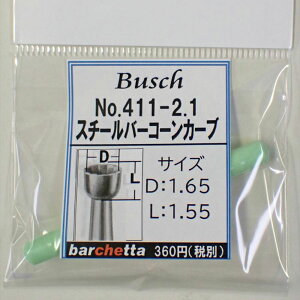 Busch
No.411-2.1
スチールバーコーンカーブ
D
L
サイズ
D:1.65
L:1.55
barchetta 360円(税別)